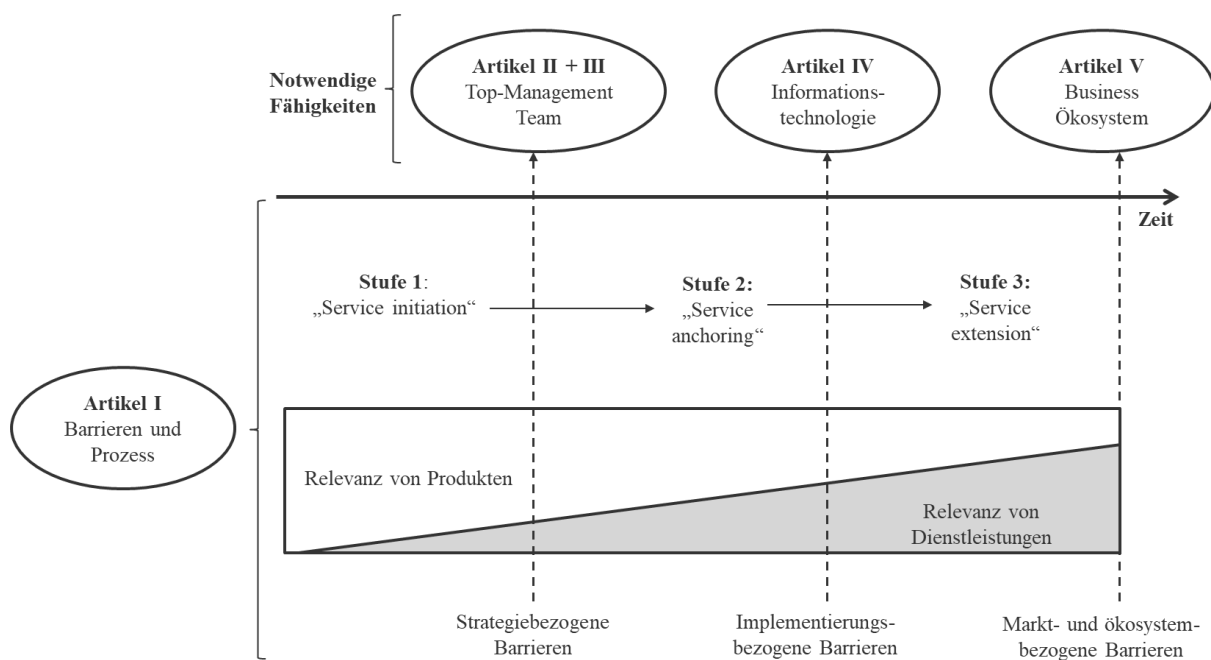 Notwendige
Fähigkeiten
Artikel II + III
Top-Management
Team
Artikel IV
Informations-
technologie
Artikel V
Business
Ökosystem
Zeit
Stufe 1:
„Service initiation“
Stufe 2:
„Service
anchoring“
Stufe 3:
„Service
extension“
Artikel I
Barrieren und
Prozess
Relevanz von Produkten
Relevanz von
Dienstleistungen
Strategiebezogene
Barrieren
Implementierungs-
bezogene Barrieren
Markt- und ökosystem-
bezogene Barrieren